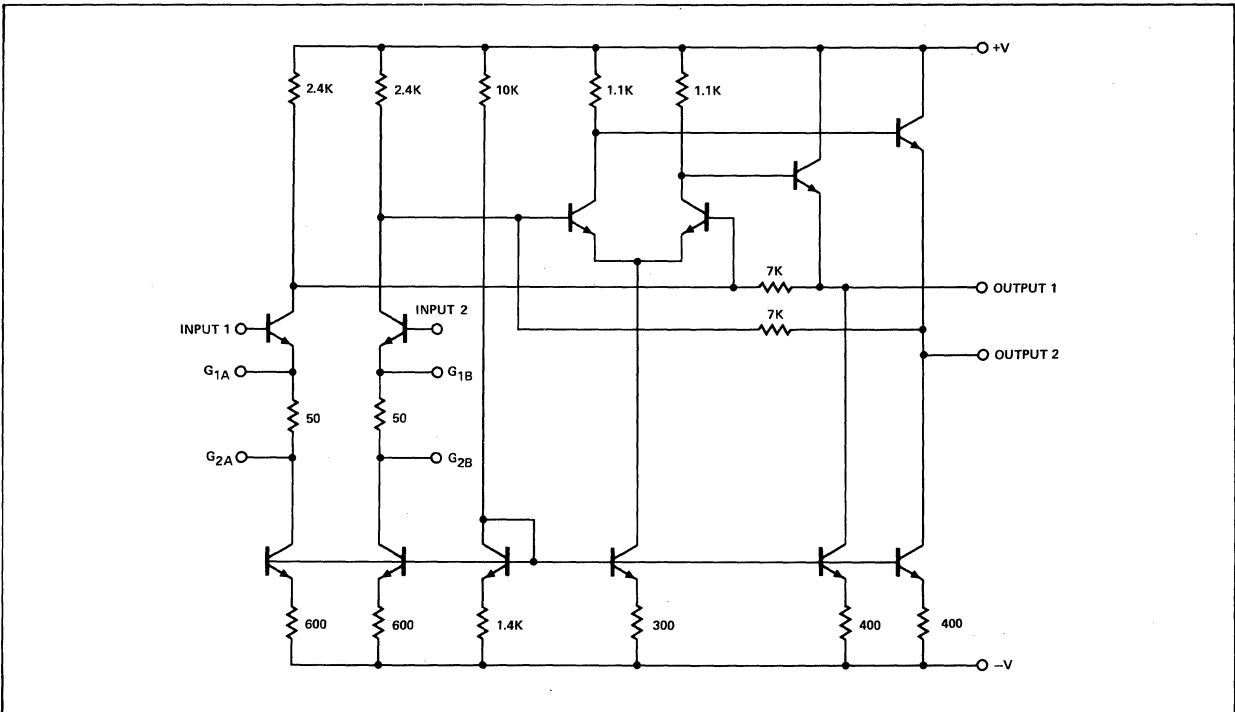 +V
2.4K
2.4K
10K
1.1K
1.1K
7K
OUTPUT 1
INPUT 2
INPUT 1
7K
OUTPUT 2
G1A
G1B
50
50
G2A
G2B
600
600
1.4K
300
400
400
–V